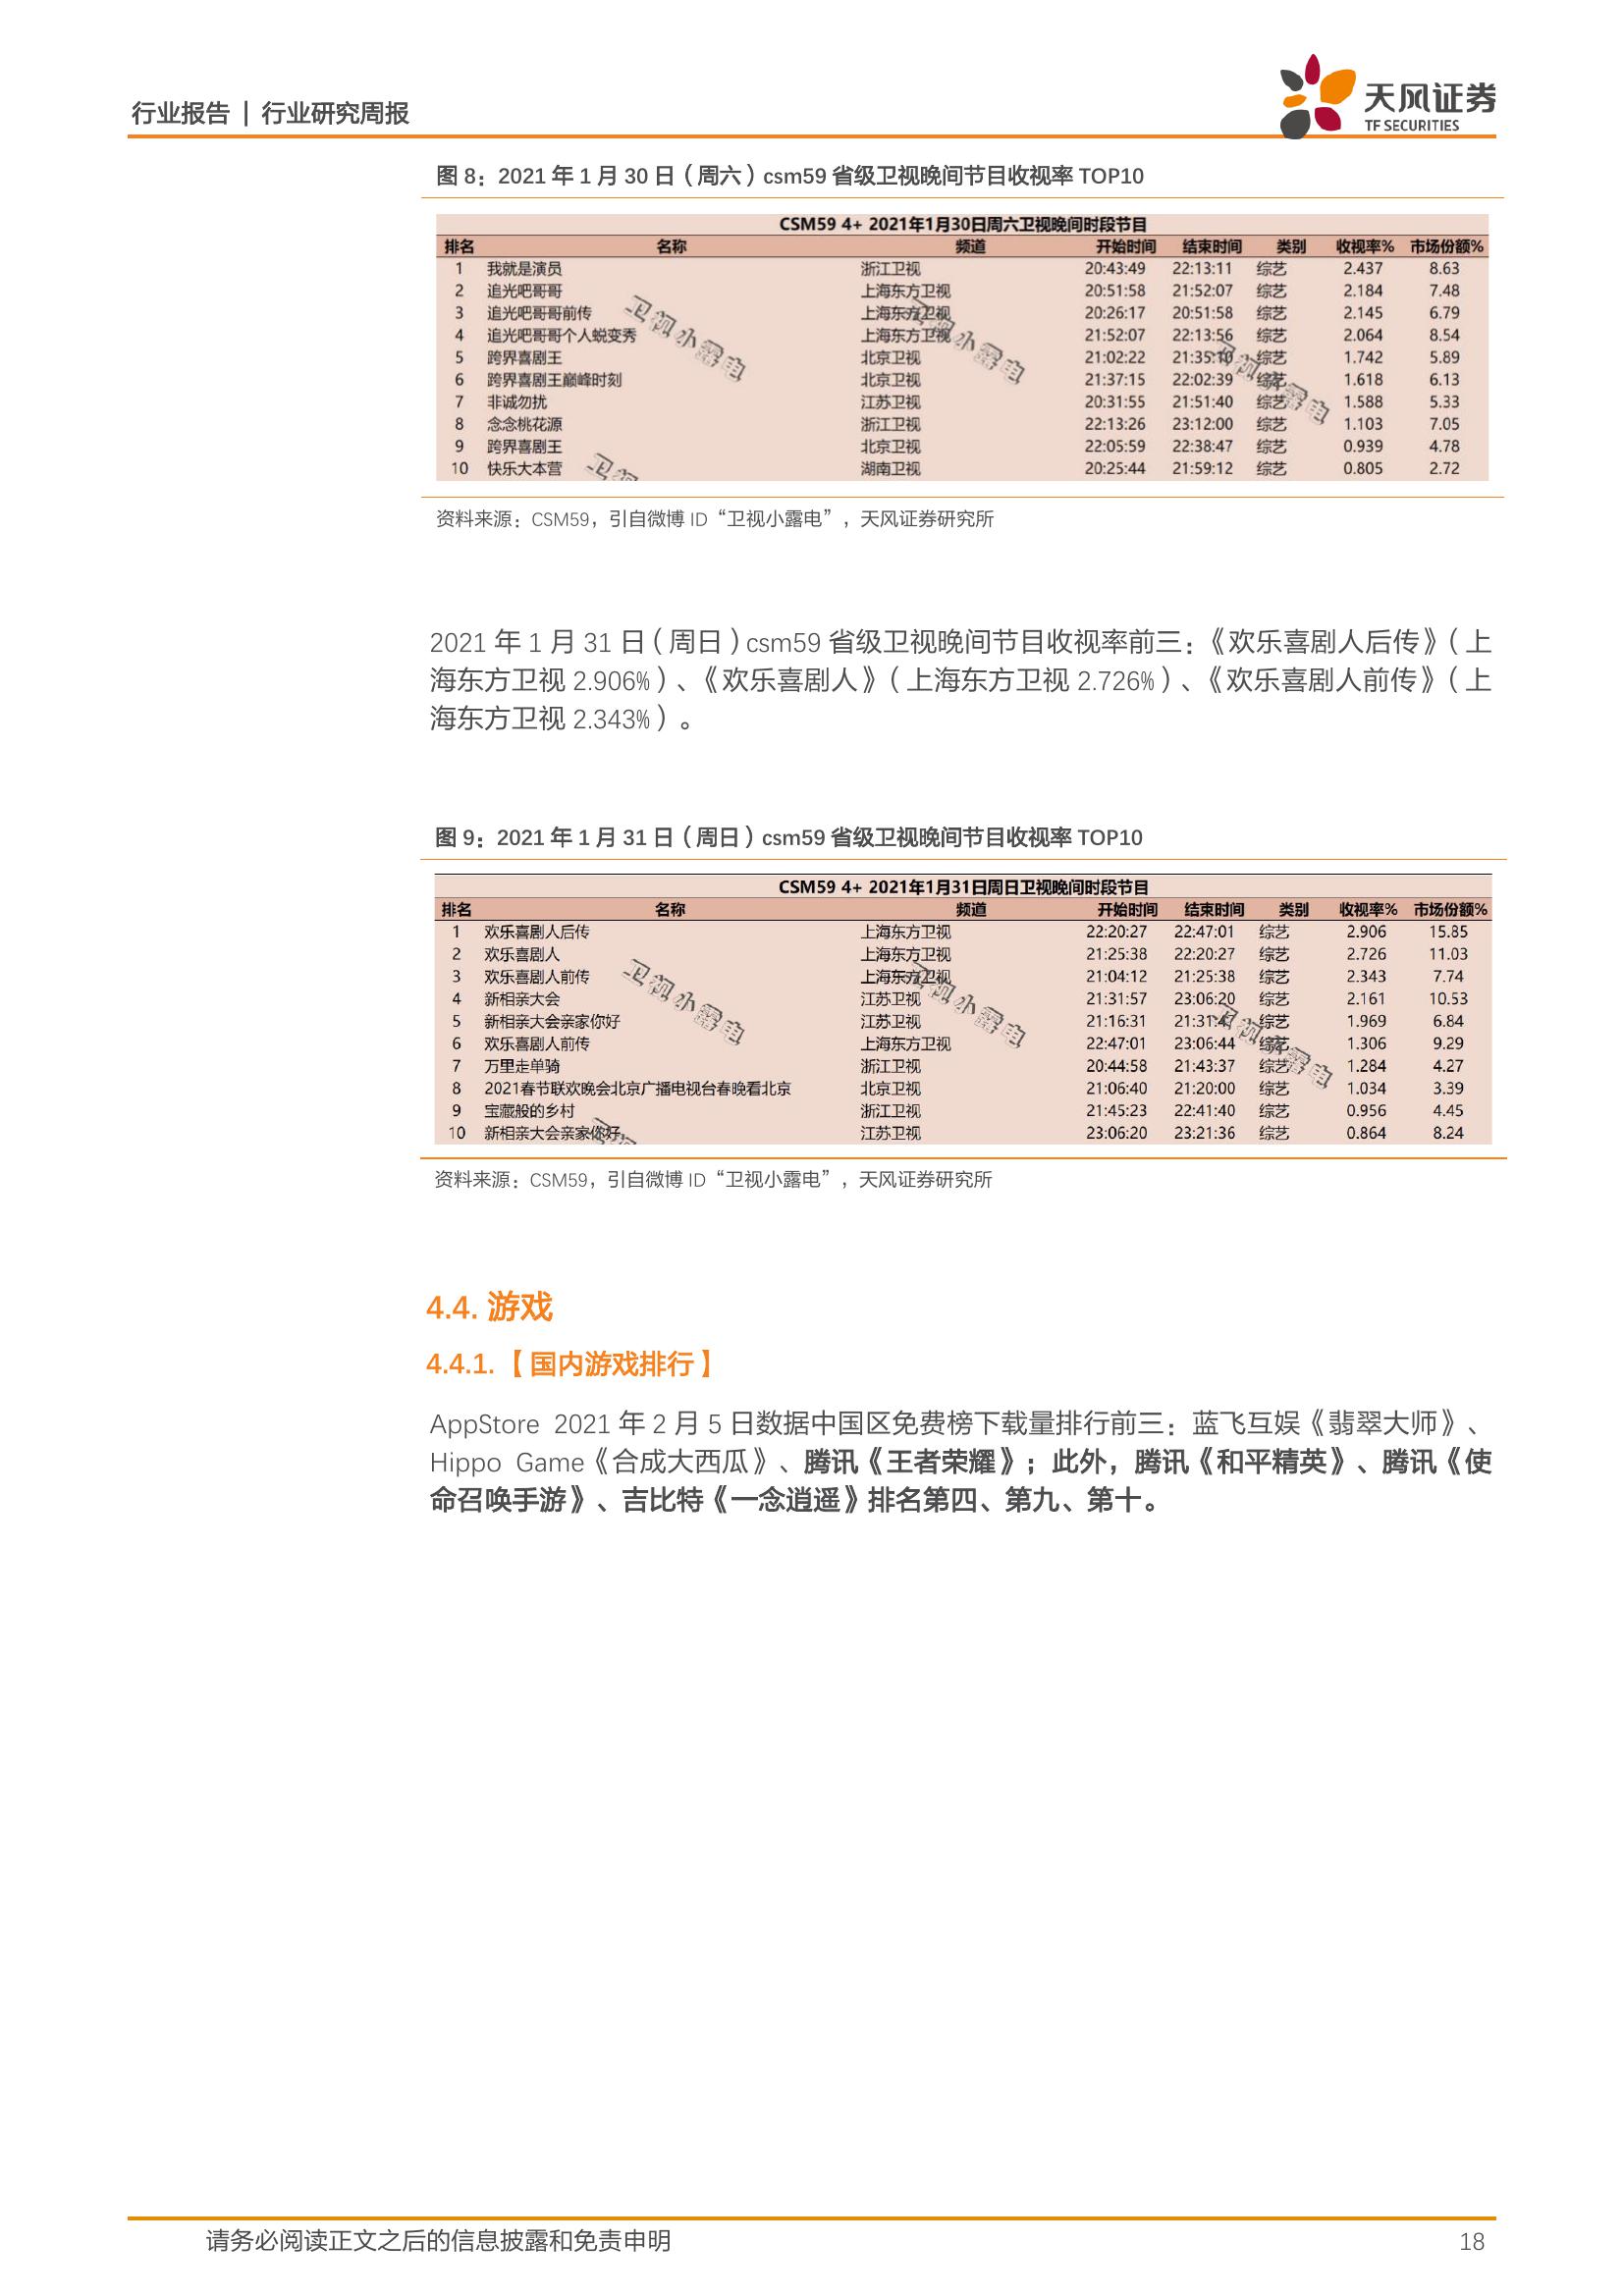 行业报告 | 行业研究周报
天风证券
TF SECURITIES
图 8：2021 年 1 月 30 日（周六）csm59 省级卫视晚间节目收视率 TOP10
CSM59 4+ 2021年1月30日周六卫视晚间时段节目
排名 名称 频道 开始时间 结束时间 类别 收视率% 市场份额%
1 我就是演员 浙江卫视 20:43:49 22:13:11 综艺 2.437 8.63
2 追光吧哥哥 上海东方卫视 20:51:58 21:52:07 综艺 2.184 7.48
3 追光吧哥哥前传 上海东方卫视 20:26:17 20:51:58 综艺 2.145 6.79
4 追光吧哥哥个人蜕变秀 上海东方卫视 21:52:07 22:13:56 综艺 2.064 8.54
5 跨界喜剧王 北京卫视 21:02:22 21:35:10 综艺 1.742 5.89
6 跨界喜剧王巅峰时刻 北京卫视 21:37:15 22:02:39 综艺 1.618 6.13
7 非诚勿扰 江苏卫视 20:31:55 21:51:40 综艺 1.588 5.33
8 念念桃花源 浙江卫视 22:13:26 23:12:00 综艺 1.103 7.05
9 跨界喜剧王 北京卫视 22:05:59 22:38:47 综艺 0.939 4.78
10 快乐大本营 湖南卫视 20:25:44 21:59:12 综艺 0.805 2.72
卫视小露电 卫视小露电 卫视小露电
资料来源：CSM59，引自微博 ID“卫视小露电”，天风证券研究所
2021 年 1 月 31 日（周日）csm59 省级卫视晚间节目收视率前三：《欢乐喜剧人后传》（上
海东方卫视 2.906%）、《欢乐喜剧人》（上海东方卫视 2.726%）、《欢乐喜剧人前传》（上
海东方卫视 2.343%）。
图 9：2021 年 1 月 31 日（周日）csm59 省级卫视晚间节目收视率 TOP10
CSM59 4+ 2021年1月31日周日卫视晚间时段节目
排名 名称 频道 开始时间 结束时间 类别 收视率% 市场份额%
1 欢乐喜剧人后传 上海东方卫视 22:20:27 22:47:01 综艺 2.906 15.85
2 欢乐喜剧人 上海东方卫视 21:25:38 22:20:27 综艺 2.726 11.03
3 欢乐喜剧人前传 上海东方卫视 21:04:12 21:25:38 综艺 2.343 7.74
4 新相亲大会 江苏卫视 21:31:57 23:06:20 综艺 2.161 10.53
5 新相亲大会亲家你好 江苏卫视 21:16:31 综艺 1.969 6.84
6 欢乐喜剧人前传 上海东方卫视 22:47:01 23:06:44 综艺 1.306 9.29
7 万里走单骑 浙江卫视 20:44:58 21:43:37 综艺 1.284 4.27
8 2021春节联欢晚会北京广播电视台春晚看北京 北京卫视 21:06:40 21:20:00 综艺 1.034 3.39
9 宝藏般的乡村 浙江卫视 21:45:23 22:41:40 综艺 0.956 4.45
10 新相亲大会亲家你好 江苏卫视 23:06:20 23:21:36 综艺 0.864 8.24
卫视小露电 卫视小露电 卫视小露电
资料来源：CSM59，引自微博 ID“卫视小露电”，天风证券研究所
4.4. 游戏
4.4.1.【国内游戏排行】
AppStore 2021 年 2 月 5 日数据中国区免费榜下载量排行前三：蓝飞互娱《翡翠大师》、
Hippo Game《合成大西瓜》、腾讯《王者荣耀》；此外，腾讯《和平精英》、腾讯《使
命召唤手游》、吉比特《一念逍遥》排名第四、第九、第十。
请务必阅读正文之后的信息披露和免责申明
18